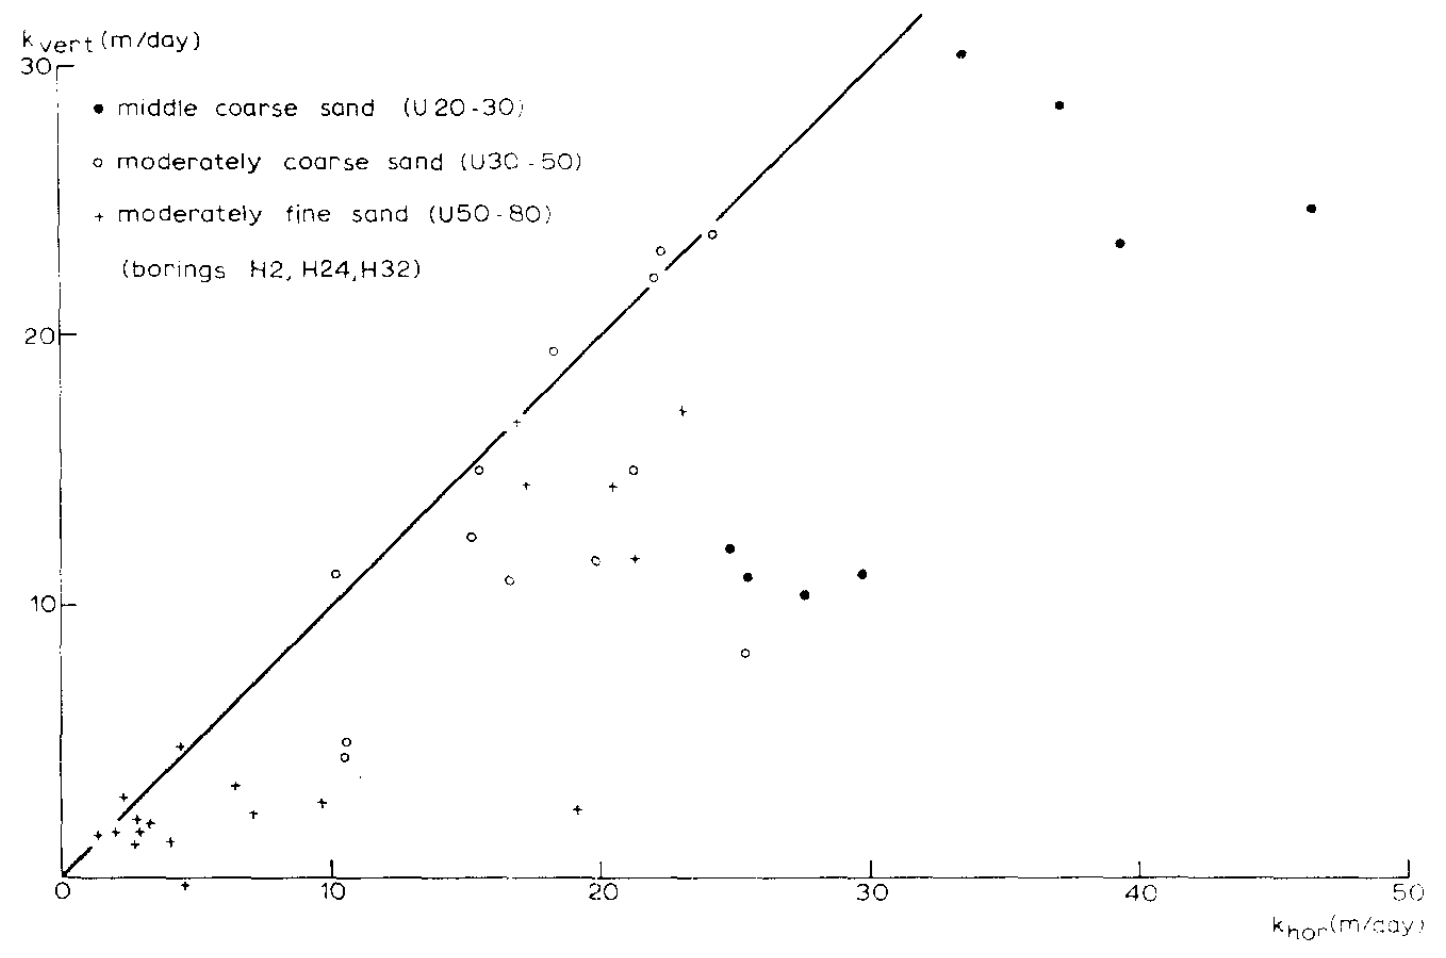 k vert (m/day)
30
● middle coarse sand (U20-30)
○ moderately coarse sand (U30-50)
+ moderately fine sand (U50-80)
(borings H2, H24, H32)
20
10
0 10 20 30 40 50
k hor (m/day)